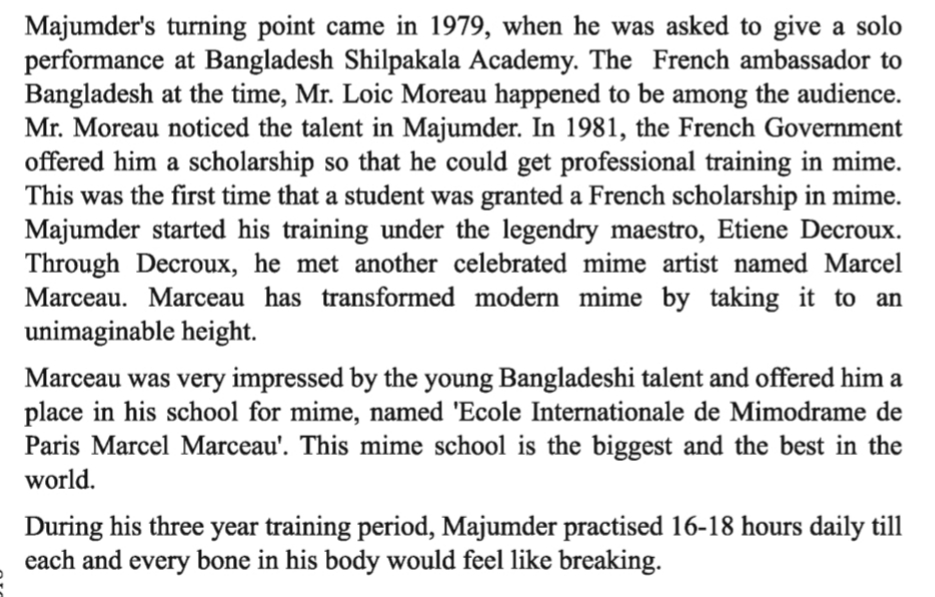 Majumder's turning point came in 1979, when he was asked to give a solo
performance at Bangladesh Shilpakala Academy. The French ambassador to
Bangladesh at the time, Mr. Loic Moreau happened to be among the audience.
Mr. Moreau noticed the talent in Majumder. In 1981, the French Government
offered him a scholarship so that he could get professional training in mime.
This was the first time that a student was granted a French scholarship in mime.
Majumder started his training under the legendry maestro, Etiene Decroux.
Through Decroux, he met another celebrated mime artist named Marcel
Marceau. Marceau has transformed modern mime by taking it to an
unimaginable height.
Marceau was very impressed by the young Bangladeshi talent and offered him a
place in his school for mime, named 'Ecole Internationale de Mimodrame de
Paris Marcel Marceau'. This mime school is the biggest and the best in the
world.
During his three year training period, Majumder practised 16-18 hours daily till
each and every bone in his body would feel like breaking.